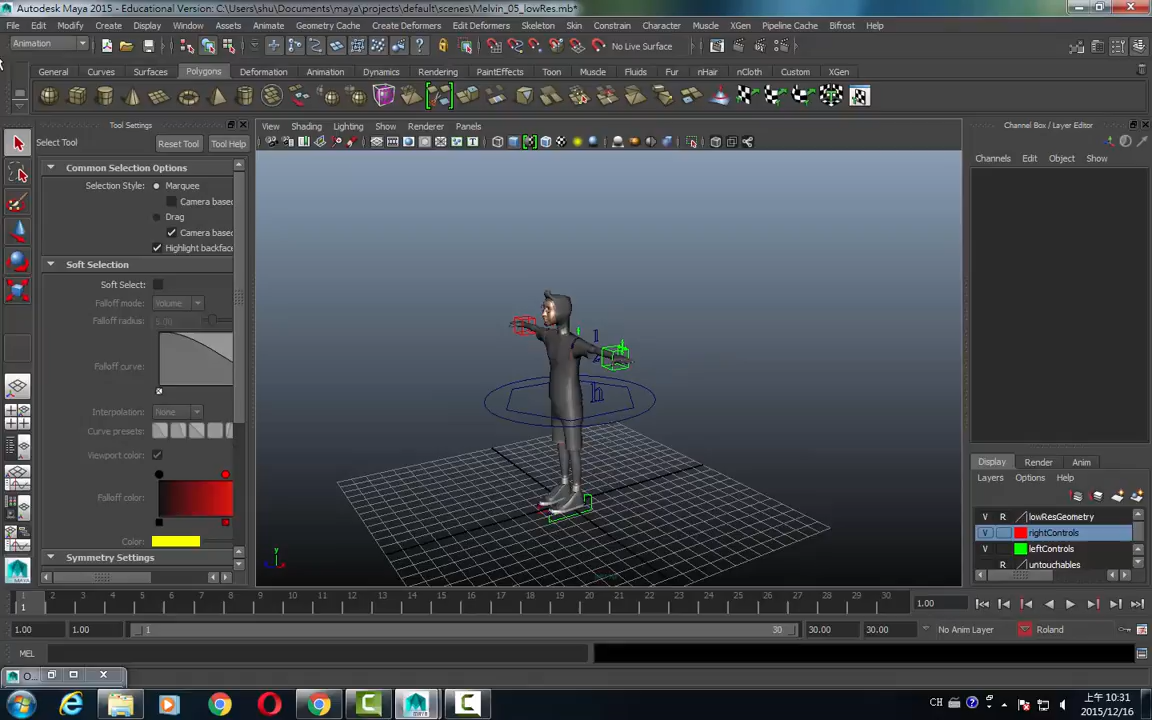 Autodesk Maya 2015 - Educational Version: C:\Users\shu\Documents\maya\projects\default\scenes\Melvin_05_lowRes.mb*
File Edit Modify Create Display Window Assets Animate Geometry Cache Create Deformers Edit Deformers Skeleton Skin Constrain Character Muscle XGen Pipeline Cache Bifrost Help
Animation No Live Surface
General Curves Surfaces Polygons Deformation Animation Dynamics Rendering PaintEffects Toon Muscle Fluids Fur nHair nCloth Custom XGen
Tool Settings
Select Tool Reset Tool Tool Help
Common Selection Options
Selection Style: Marquee
Camera based
Drag
Camera based
Highlight backface
Soft Selection
Soft Select:
Falloff mode: Volume
Falloff radius: 5.00
Falloff curve:
Interpolation: None
Curve presets:
Viewport color:
Falloff color:
Color:
Symmetry Settings
View Shading Lighting Show Renderer Panels
h
y
Channel Box / Layer Editor
Channels Edit Object Show
Display Render Anim
Layers Options Help
V R lowResGeometry
V rightControls
V leftControls
R untouchables
1 2 3 4 5 6 7 8 9 10 11 12 13 14 15 16 17 18 19 20 21 22 23 24 25 26 27 28 29 30
1 1.00
1.00 1.00 1 30 30.00 30.00 No Anim Layer Roland
MEL
O...
CH
上午 10:31
2015/12/16